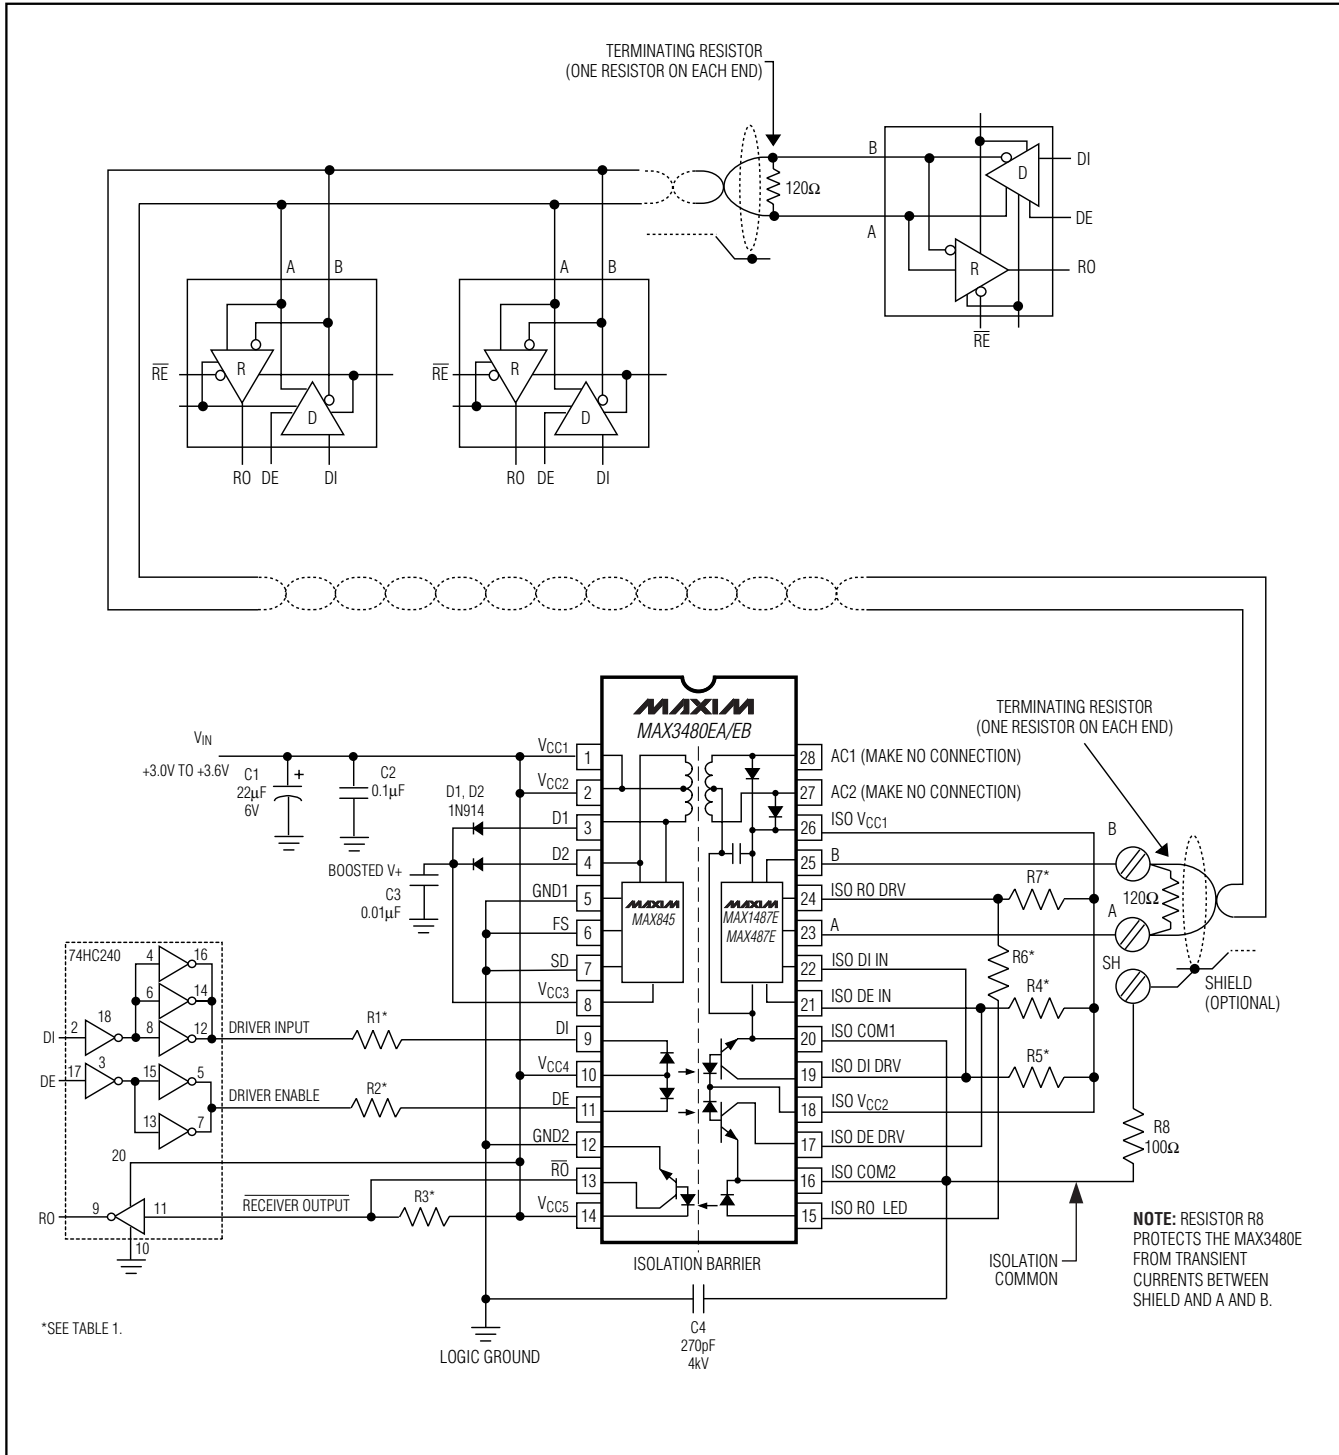 TERMINATING RESISTOR
(ONE RESISTOR ON EACH END)
B
DI
D
120Ω
DE
A
R
RO
RE
A
B
A
B
RE
R
D
RE
R
D
RO DE DI
RO DE DI
TERMINATING RESISTOR
(ONE RESISTOR ON EACH END)
MAXIM
MAX3480EA/EB
VIN
+3.0V TO +3.6V
C1
22µF
6V
C2
0.1µF
D1, D2
1N914
BOOSTED V+
C3
0.01µF
VCC1
1
VCC2
2
D1
3
D2
4
GND1
5
FS
6
SD
7
VCC3
8
DI
9
VCC4
10
DE
11
GND2
12
RO
13
VCC5
14
MAXIM
MAX845
MAXIM
MAX1487E
MAX487E
28
AC1 (MAKE NO CONNECTION)
27
AC2 (MAKE NO CONNECTION)
26
ISO VCC1
25
B
24
ISO RO DRV
23
A
22
ISO DI IN
21
ISO DE IN
20
ISO COM1
19
ISO DI DRV
18
ISO VCC2
17
ISO DE DRV
16
ISO COM2
15
ISO RO LED
R7*
R6*
R4*
R5*
B
120Ω
A
SH
SHIELD
(OPTIONAL)
R8
100Ω
74HC240
4
16
6
14
18
DI
2
8
12
DRIVER INPUT
R1*
3
DE
17
15
5
DRIVER ENABLE
R2*
13
7
20
RO
9
11
RECEIVER OUTPUT
R3*
10
ISOLATION BARRIER
ISOLATION
COMMON
NOTE: RESISTOR R8
PROTECTS THE MAX3480E
FROM TRANSIENT
CURRENTS BETWEEN
SHIELD AND A AND B.
C4
270pF
4kV
*SEE TABLE 1.
LOGIC GROUND